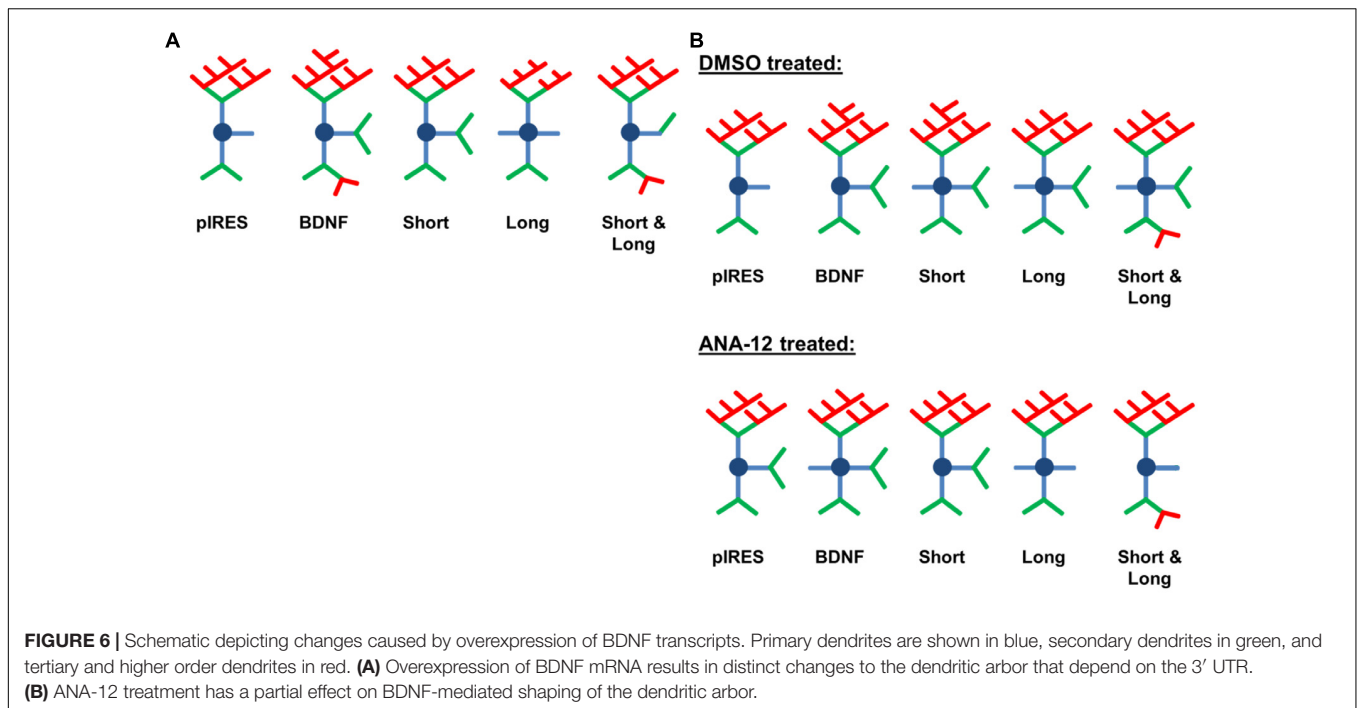 A
pIRES BDNF Short Long Short &
Long
B
DMSO treated:
pIRES BDNF Short Long Short &
Long
ANA-12 treated:
pIRES BDNF Short Long Short &
Long
FIGURE 6 | Schematic depicting changes caused by overexpression of BDNF transcripts. Primary dendrites are shown in blue, secondary dendrites in green, and
tertiary and higher order dendrites in red. (A) Overexpression of BDNF mRNA results in distinct changes to the dendritic arbor that depend on the 3′ UTR.
(B) ANA-12 treatment has a partial effect on BDNF-mediated shaping of the dendritic arbor.